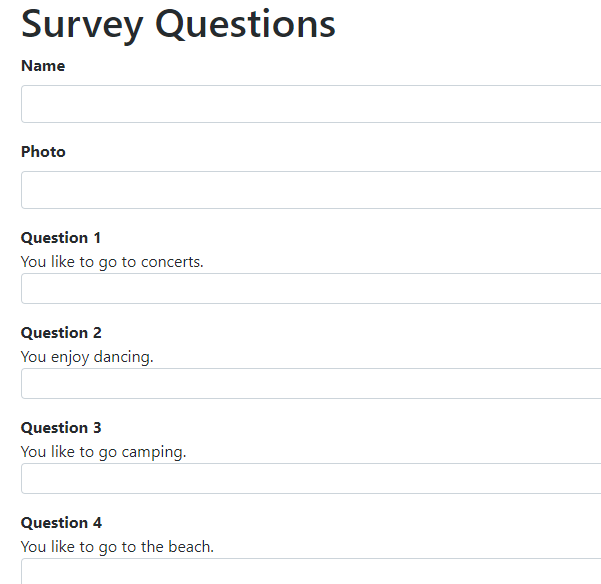 Survey Questions
Name
Photo
Question 1
You like to go to concerts.
Question 2
You enjoy dancing.
Question 3
You like to go camping.
Question 4
You like to go to the beach.